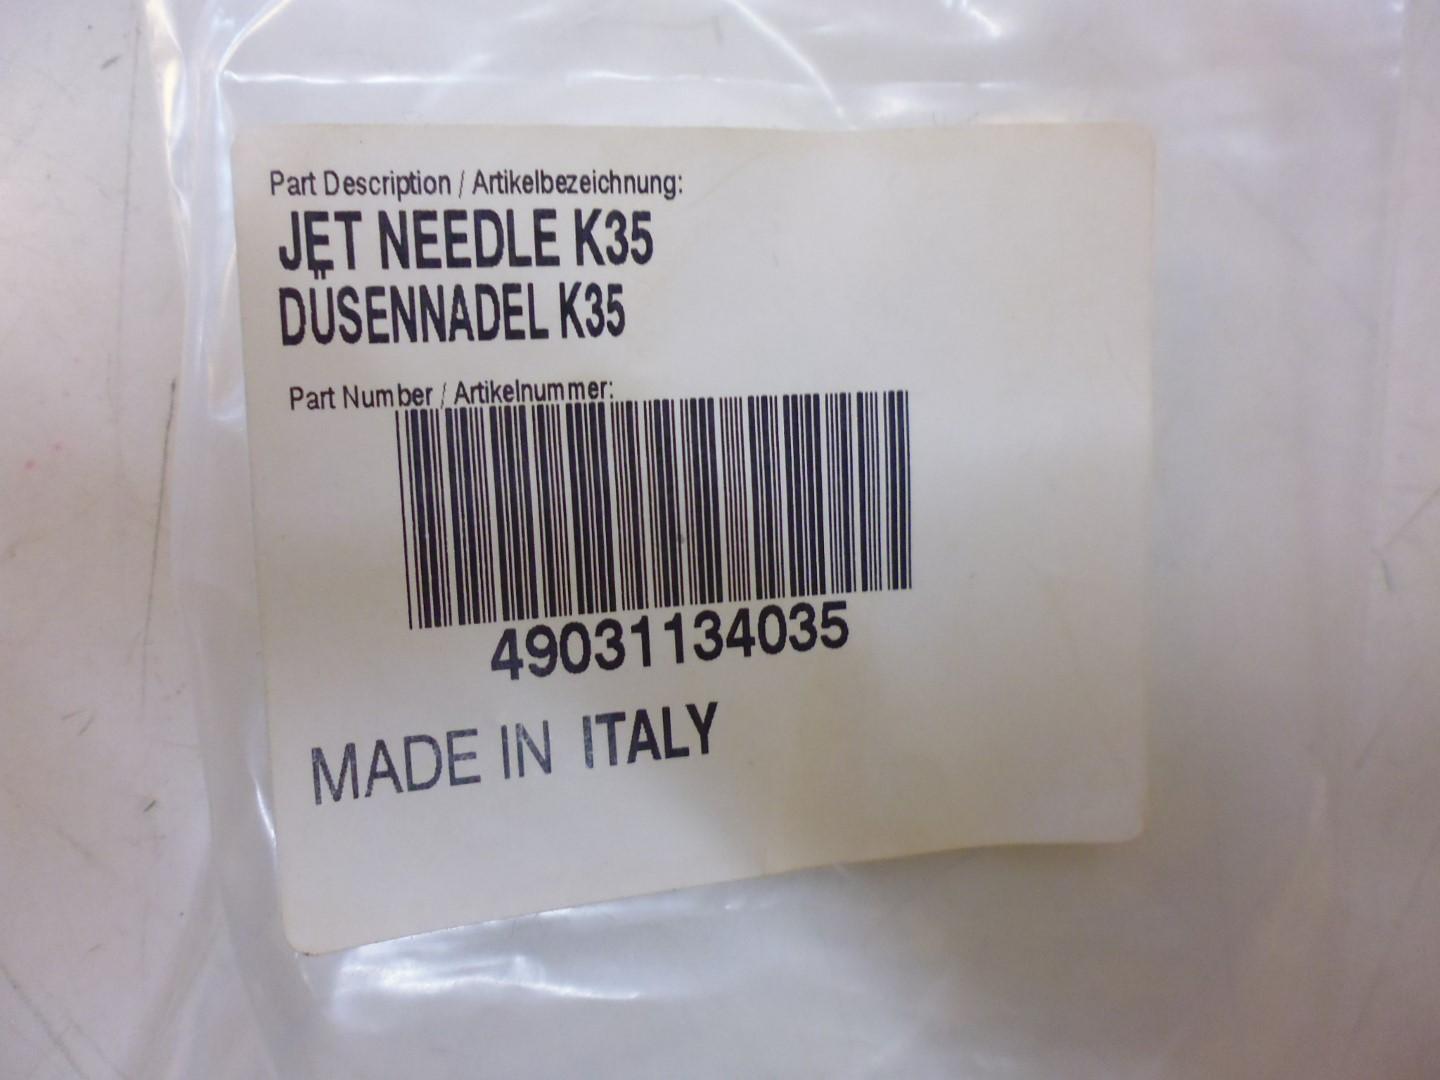 Part Description / Artikelbezeichnung:
JET NEEDLE K35
DÜSENNADEL K35
Part Number / Artikelnummer:
49031134035
MADE IN ITALY